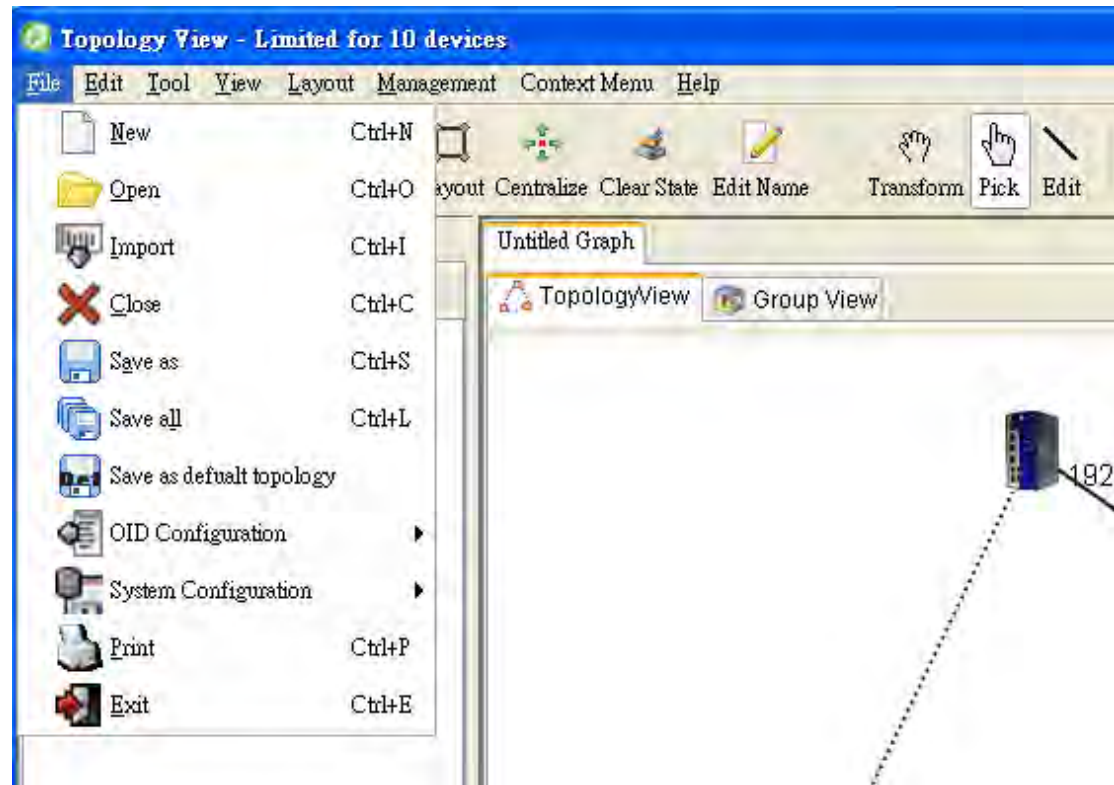 Topology View - Limited for 10 devices
File Edit Tool View Layout Management Context Menu Help
New Ctrl+N
Open Ctrl+O
Import Ctrl+I
Close Ctrl+C
Save as Ctrl+S
Save all Ctrl+L
Save as defualt topology
OID Configuration
System Configuration
Print Ctrl+P
Exit Ctrl+E
ayout Centralize Clear State Edit Name Transform Pick Edit
Untitled Graph
TopologyView Group View
192